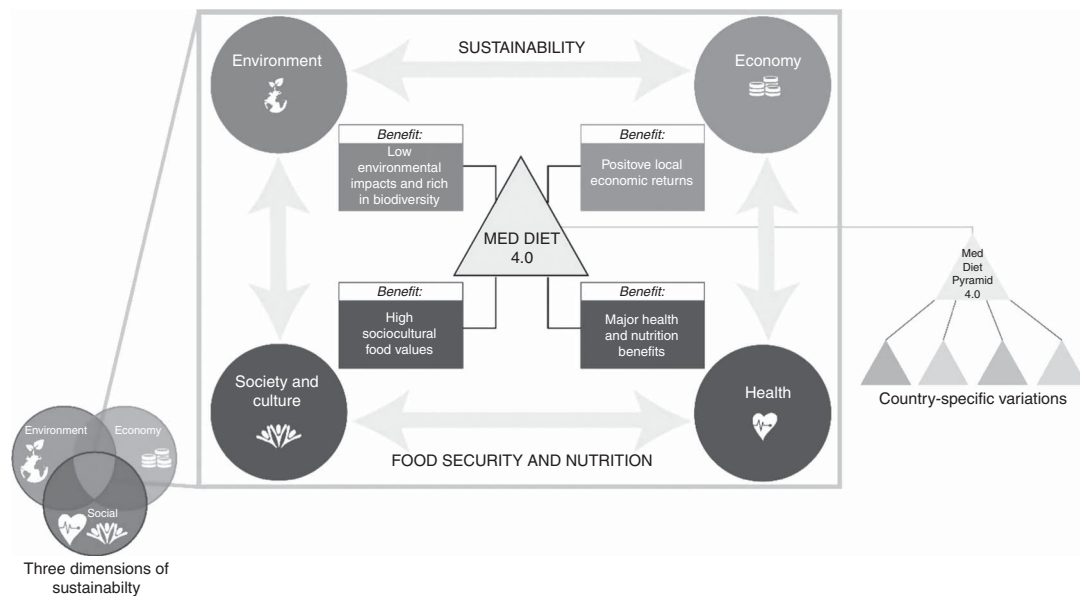 SUSTAINABILITY
Environment
Economy
Benefit:
Low
environmental
impacts and rich
in biodiversity
Benefit:
Positove local
economic returns
MED DIET
4.0
Benefit:
High
sociocultural
food values
Benefit:
Major health
and nutrition
benefits
Society and
culture
Health
FOOD SECURITY AND NUTRITION
Med
Diet
Pyramid
4.0
Country-specific variations
Environment
Economy
Social
Three dimensions of
sustainabilty